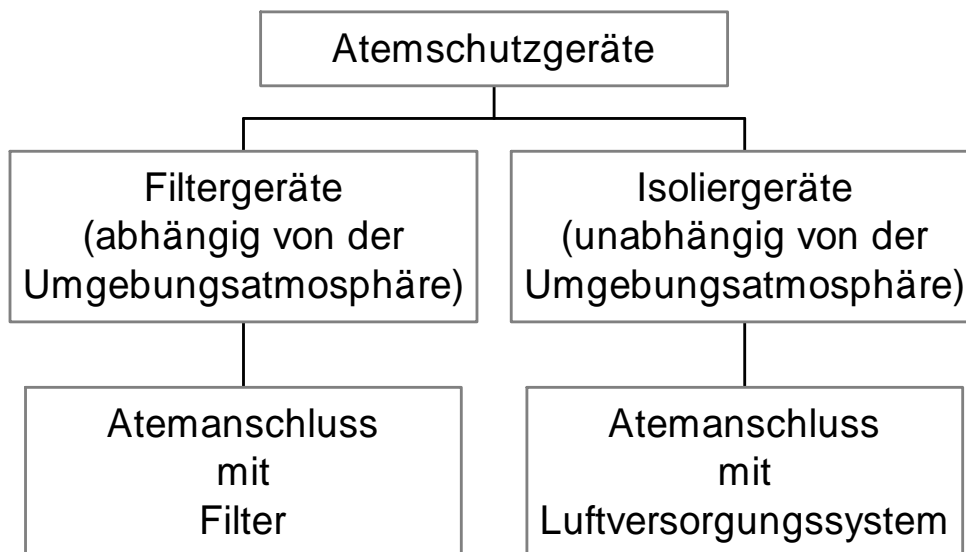 Atemschutzgeräte
Filtergeräte
(abhängig von der
Umgebungsatmosphäre)
Isoliergeräte
(unabhängig von der
Umgebungsatmosphäre)
Atemanschluss
mit
Filter
Atemanschluss
mit
Luftversorgungssystem